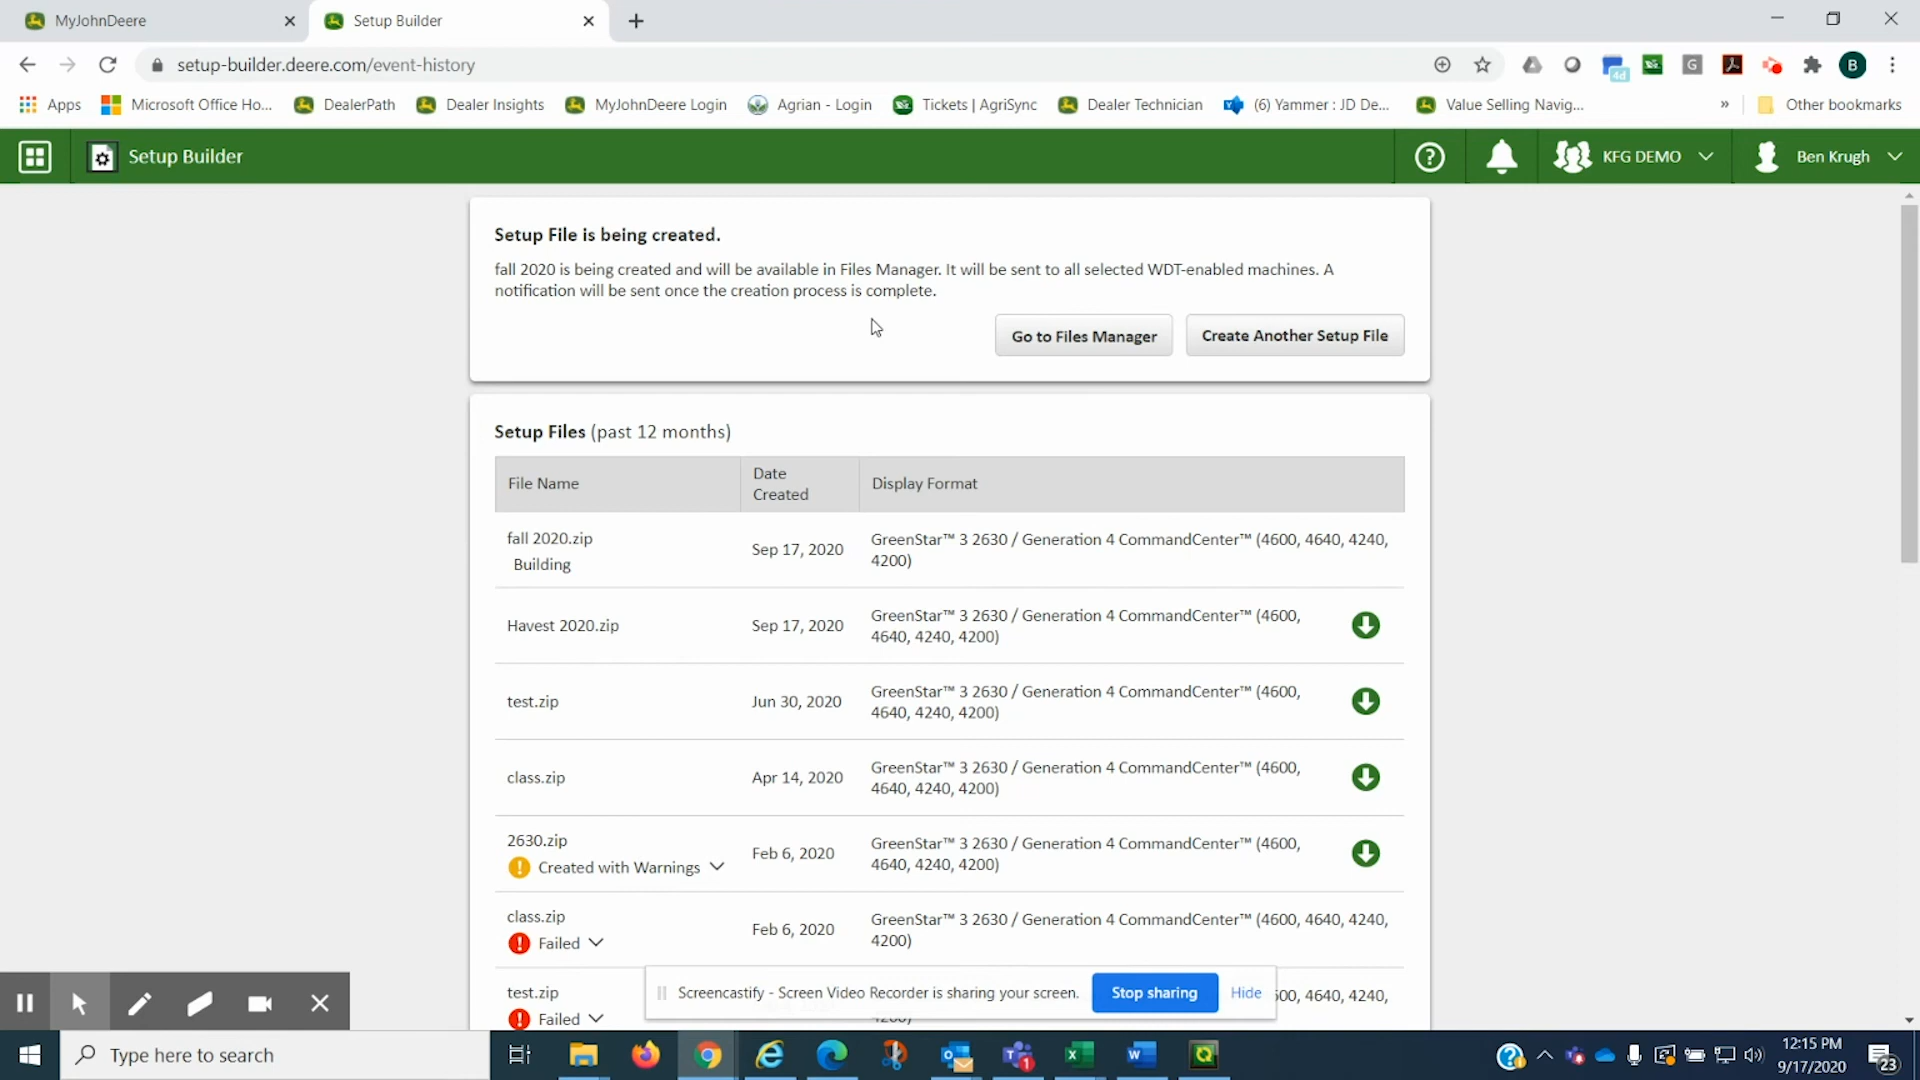 MyJohnDeere
Setup Builder
setup-builder.deere.com/event-history
4d
G
B
Apps
Microsoft Office Ho...
DealerPath
Dealer Insights
MyJohnDeere Login
Agrian - Login
Tickets | AgriSync
Dealer Technician
(6) Yammer : JD De...
Value Selling Navig...
»
Other bookmarks
Setup Builder
KFG DEMO
Ben Krugh
Setup File is being created.
fall 2020 is being created and will be available in Files Manager. It will be sent to all selected WDT-enabled machines. A
notification will be sent once the creation process is complete.
Go to Files Manager
Create Another Setup File
Setup Files (past 12 months)
File Name
Date
Created
Display Format
fall 2020.zip
Building
Sep 17, 2020
GreenStar™ 3 2630 / Generation 4 CommandCenter™ (4600, 4640, 4240,
4200)
Havest 2020.zip
Sep 17, 2020
GreenStar™ 3 2630 / Generation 4 CommandCenter™ (4600,
4640, 4240, 4200)
test.zip
Jun 30, 2020
GreenStar™ 3 2630 / Generation 4 CommandCenter™ (4600,
4640, 4240, 4200)
class.zip
Apr 14, 2020
GreenStar™ 3 2630 / Generation 4 CommandCenter™ (4600,
4640, 4240, 4200)
2630.zip
Created with Warnings
Feb 6, 2020
GreenStar™ 3 2630 / Generation 4 CommandCenter™ (4600,
4640, 4240, 4200)
class.zip
Failed
Feb 6, 2020
GreenStar™ 3 2630 / Generation 4 CommandCenter™ (4600, 4640, 4240,
4200)
test.zip
Failed
600, 4640, 4240,
4200)
Screencastify - Screen Video Recorder is sharing your screen.
Stop sharing
Hide
Type here to search
12:15 PM
9/17/2020
23